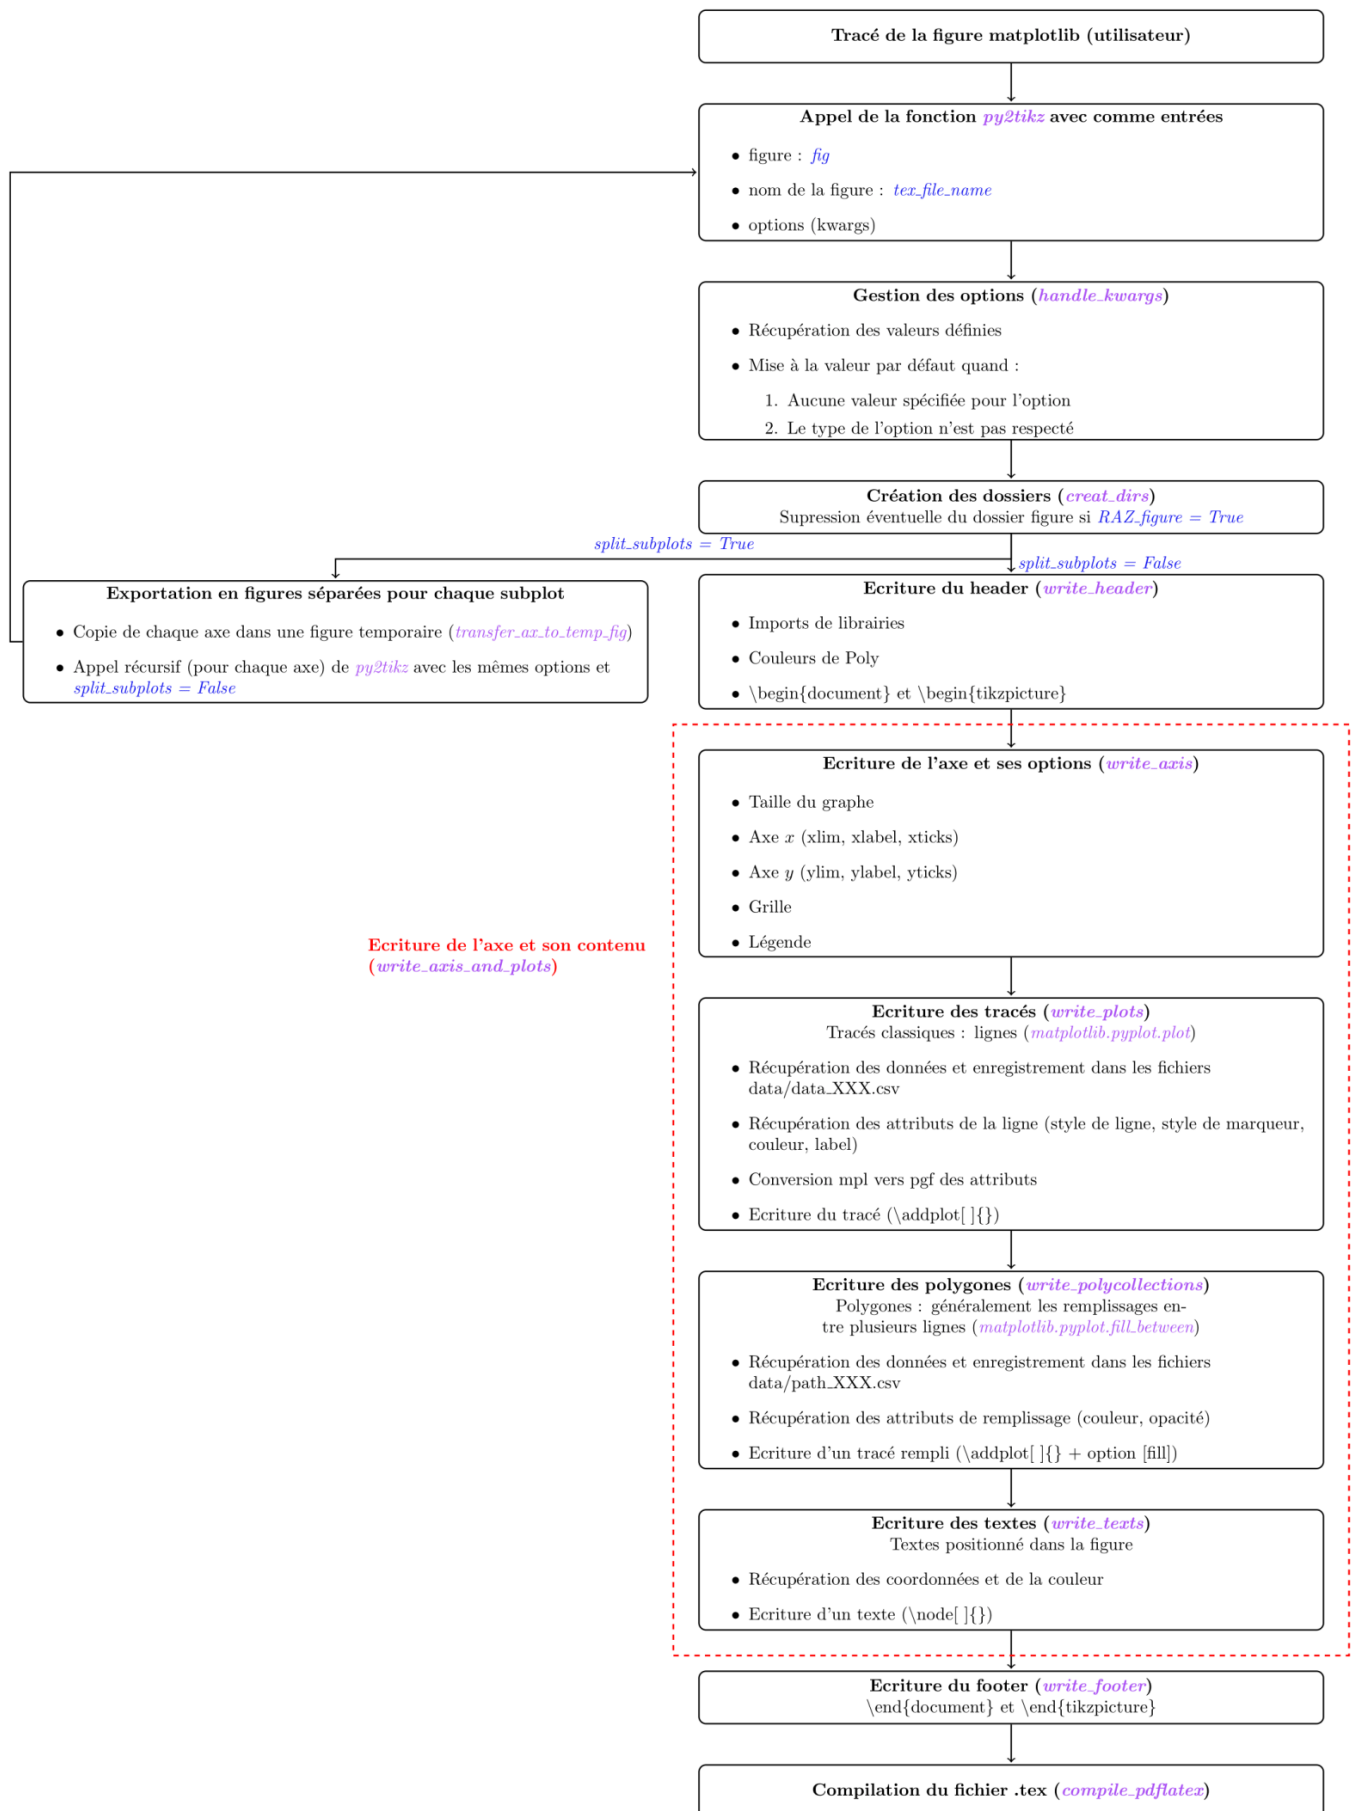 Tracé de la figure matplotlib (utilisateur)
Appel de la fonction py2tikz avec comme entrées
• figure : fig
• nom de la figure : tex_file_name
• options (kwargs)
Gestion des options (handle_kwargs)
• Récupération des valeurs définies
• Mise à la valeur par défaut quand :
1. Aucune valeur spécifiée pour l'option
2. Le type de l'option n'est pas respecté
Création des dossiers (creat_dirs)
Supression éventuelle du dossier figure si RAZ_figure = True
split_subplots = True
split_subplots = False
Exportation en figures séparées pour chaque subplot
• Copie de chaque axe dans une figure temporaire (transfer_ax_to_temp_fig)
• Appel récursif (pour chaque axe) de py2tikz avec les mêmes options et
split_subplots = False
Ecriture du header (write_header)
• Imports de librairies
• Couleurs de Poly
• \begin{document} et \begin{tikzpicture}
Ecriture de l'axe et son contenu
(write_axis_and_plots)
Ecriture de l'axe et ses options (write_axis)
• Taille du graphe
• Axe x (xlim, xlabel, xticks)
• Axe y (ylim, ylabel, yticks)
• Grille
• Légende
Ecriture des tracés (write_plots)
Tracés classiques : lignes (matplotlib.pyplot.plot)
• Récupération des données et enregistrement dans les fichiers
data/data_XXX.csv
• Récupération des attributs de la ligne (style de ligne, style de marqueur,
couleur, label)
• Conversion mpl vers pgf des attributs
• Ecriture du tracé (\addplot[ ]{})
Ecriture des polygones (write_polycollections)
Polygones : généralement les remplissages en-
tre plusieurs lignes (matplotlib.pyplot.fill_between)
• Récupération des données et enregistrement dans les fichiers
data/path_XXX.csv
• Récupération des attributs de remplissage (couleur, opacité)
• Ecriture d'un tracé rempli (\addplot[ ]{} + option [fill])
Ecriture des textes (write_texts)
Textes positionné dans la figure
• Récupération des coordonnées et de la couleur
• Ecriture d'un texte (\node[ ]{})
Ecriture du footer (write_footer)
\end{document} et \end{tikzpicture}
Compilation du fichier .tex (compile_pdflatex)